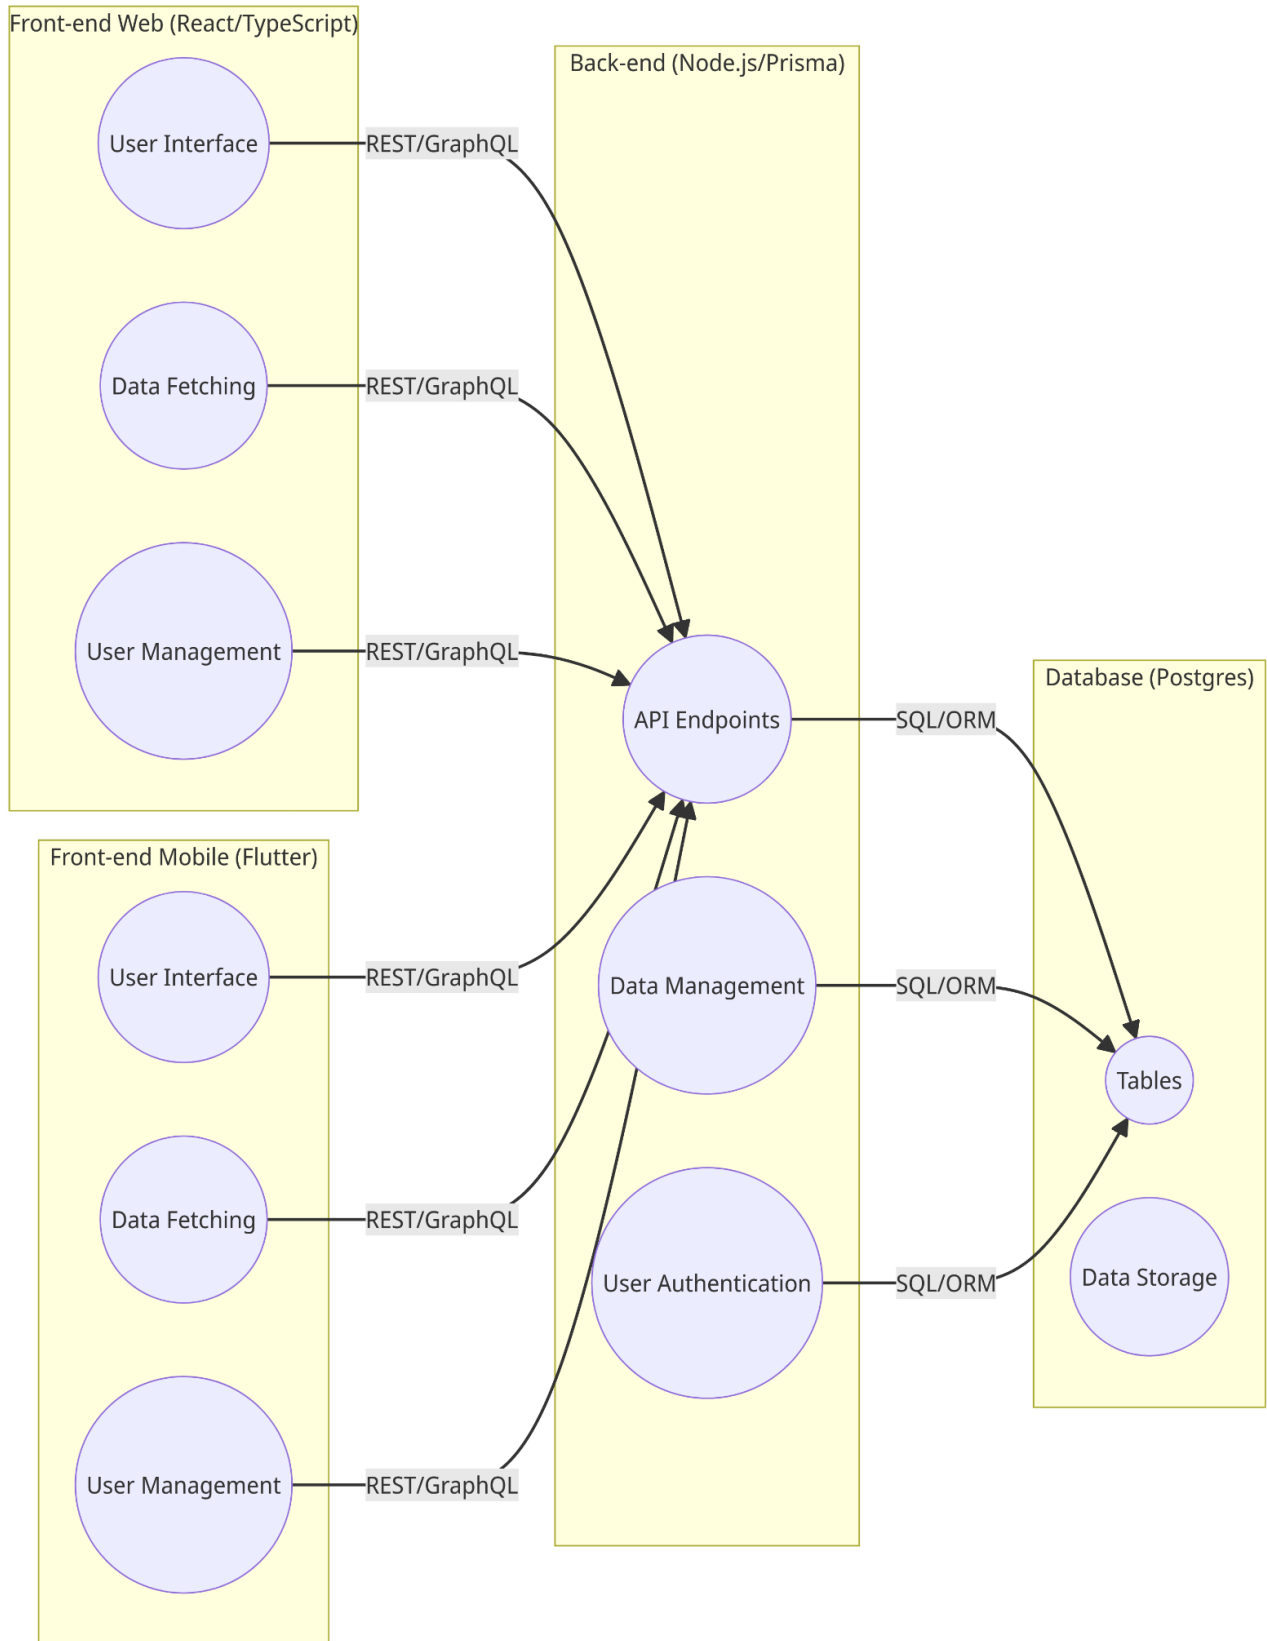 Front-end Web (React/TypeScript)
User Interface
REST/GraphQL
Data Fetching
REST/GraphQL
User Management
REST/GraphQL
Front-end Mobile (Flutter)
User Interface
REST/GraphQL
Data Fetching
REST/GraphQL
User Management
REST/GraphQL
Back-end (Node.js/Prisma)
API Endpoints
SQL/ORM
Data Management
SQL/ORM
User Authentication
SQL/ORM
Database (Postgres)
Tables
Data Storage